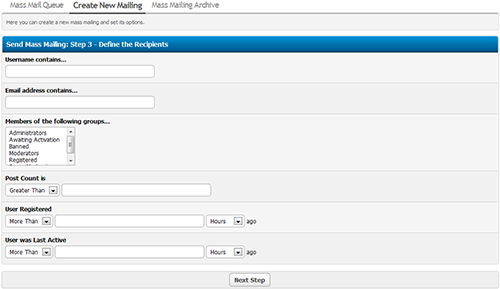 Mass Mail Queue Create New Mailing Mass Mailing Archive
Here you can create a new mass mailing and set its options.
Send Mass Mailing: Step 3 - Define the Recipients
Username contains...
Email address contains...
Members of the following groups...
Administrators
Awaiting Activation
Banned
Moderators
Registered
Post Count is
Greater Than
User Registered
More Than Hours ago
User was Last Active
More Than Hours ago
Next Step